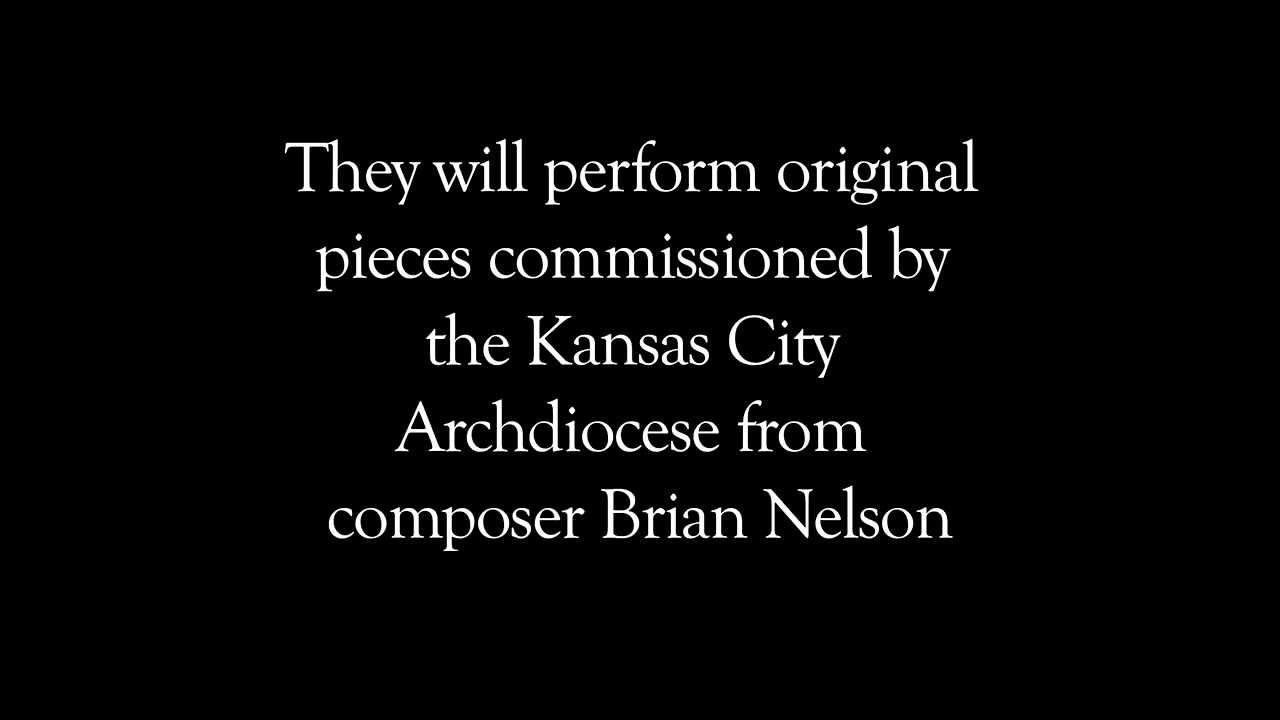 They will perform original
pieces commissioned by
the Kansas City
Archdiocese from
composer Brian Nelson